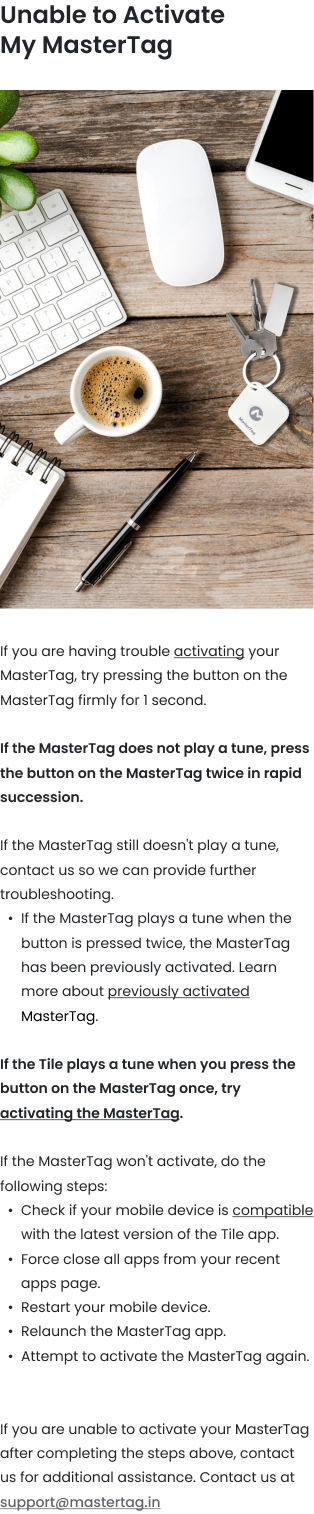 Unable to Activate
My MasterTag
MasterTag
If you are having trouble activating your
MasterTag, try pressing the button on the
MasterTag firmly for 1 second.
If the MasterTag does not play a tune, press
the button on the MasterTag twice in rapid
succession.
If the MasterTag still doesn't play a tune,
contact us so we can provide further
troubleshooting.
• If the MasterTag plays a tune when the
button is pressed twice, the MasterTag
has been previously activated. Learn
more about previously activated
MasterTag.
If the Tile plays a tune when you press the
button on the MasterTag once, try
activating the MasterTag.
If the MasterTag won't activate, do the
following steps:
• Check if your mobile device is compatible
with the latest version of the Tile app.
• Force close all apps from your recent
apps page.
• Restart your mobile device.
• Relaunch the MasterTag app.
• Attempt to activate the MasterTag again.
If you are unable to activate your MasterTag
after completing the steps above, contact
us for additional assistance. Contact us at
support@mastertag.in